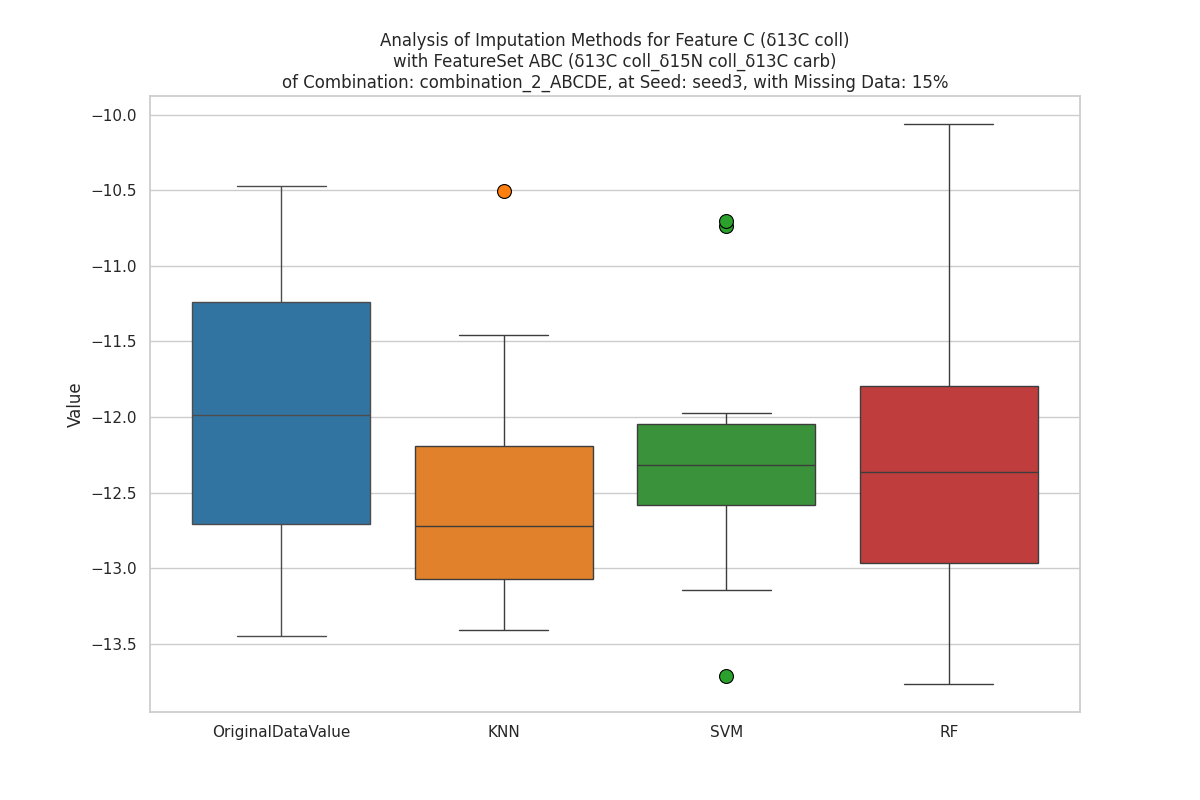 Analysis of Imputation Methods for Feature C (δ13C coll)
with FeatureSet ABC (δ13C coll_δ15N coll_δ13C carb)
of Combination: combination_2_ABCDE, at Seed: seed3, with Missing Data: 15%
−10.0
−10.5
−11.0
−11.5
−12.0
−12.5
−13.0
−13.5
Value
OriginalDataValue KNN SVM RF